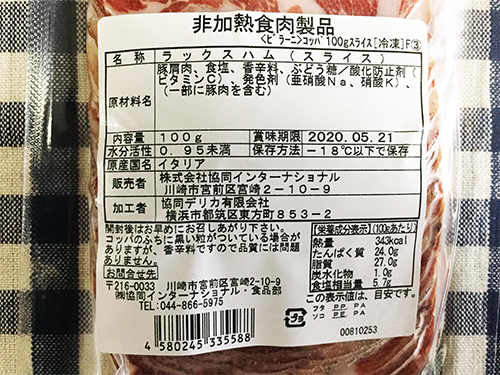 非加熱食肉製品
<ビラーニ>コッパ 100gスライス[冷凍]F③
名称 ラックスハム(スライス)
原材料名 豚肩肉、食塩、香辛料、ぶどう糖/酸化防止剤(
ビタミンC)、発色剤(亜硝酸Na、硝酸K)、
(一部に豚肉を含む)
内容量 100g 賞味期限 2020.05.21
水分活性 0.95未満 保存方法 -18℃以下で保存
原産国名 イタリア
販売者 株式会社協同インターナショナル
川崎市宮前区宮崎2-10-9
加工者 協同デリカ有限会社
横浜市都筑区東方町853-2
開封後はお早めにお召しあがり下さい。
コッパのふちに黒い粒がついている場合が
ありますが、香辛料ですので品質には問題
ありません。
お問合せ先
〒216-0033 川崎市宮前区宮崎2-10-9
㈱協同インターナショナル・食品部
TEL:044-866-5975
[栄養成分表示](100gあたり)
熱量 343kcal
たんぱく質 24.0g
脂質 27.0g
炭水化物 1.0g
食塩相当量 5.7g
この表示値は、目安です。
フタ PP, PA
ソコ PE, PA
00810253
4580245335588